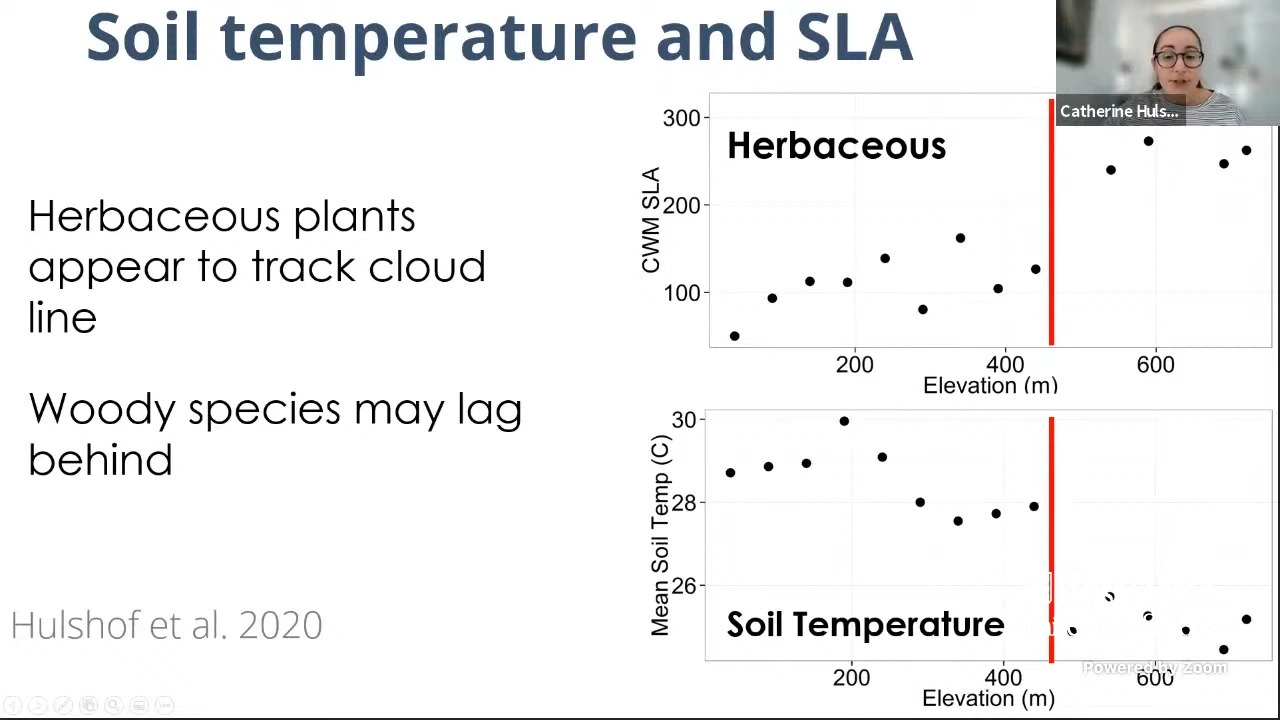 Soil temperature and SLA
Catherine Huls...
Herbaceous plants
appear to track cloud
line
Woody species may lag
behind
Hulshof et al. 2020
Herbaceous
CWM SLA
300
200
100
200 400 600
Elevation (m)
Soil Temperature
Mean Soil Temp (C)
30
28
26
200 400 600
Elevation (m)
Powered by Zoom